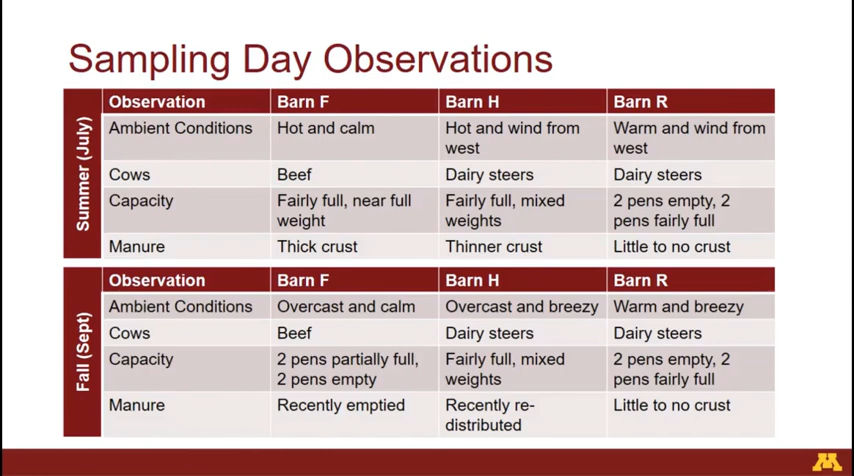 Sampling Day Observations
Summer (July)
Observation Barn F Barn H Barn R
Ambient Conditions Hot and calm Hot and wind from west Warm and wind from west
Cows Beef Dairy steers Dairy steers
Capacity Fairly full, near full weight Fairly full, mixed weights 2 pens empty, 2 pens fairly full
Manure Thick crust Thinner crust Little to no crust
Fall (Sept)
Observation Barn F Barn H Barn R
Ambient Conditions Overcast and calm Overcast and breezy Warm and breezy
Cows Beef Dairy steers Dairy steers
Capacity 2 pens partially full, 2 pens empty Fairly full, mixed weights 2 pens empty, 2 pens fairly full
Manure Recently emptied Recently re-distributed Little to no crust
M